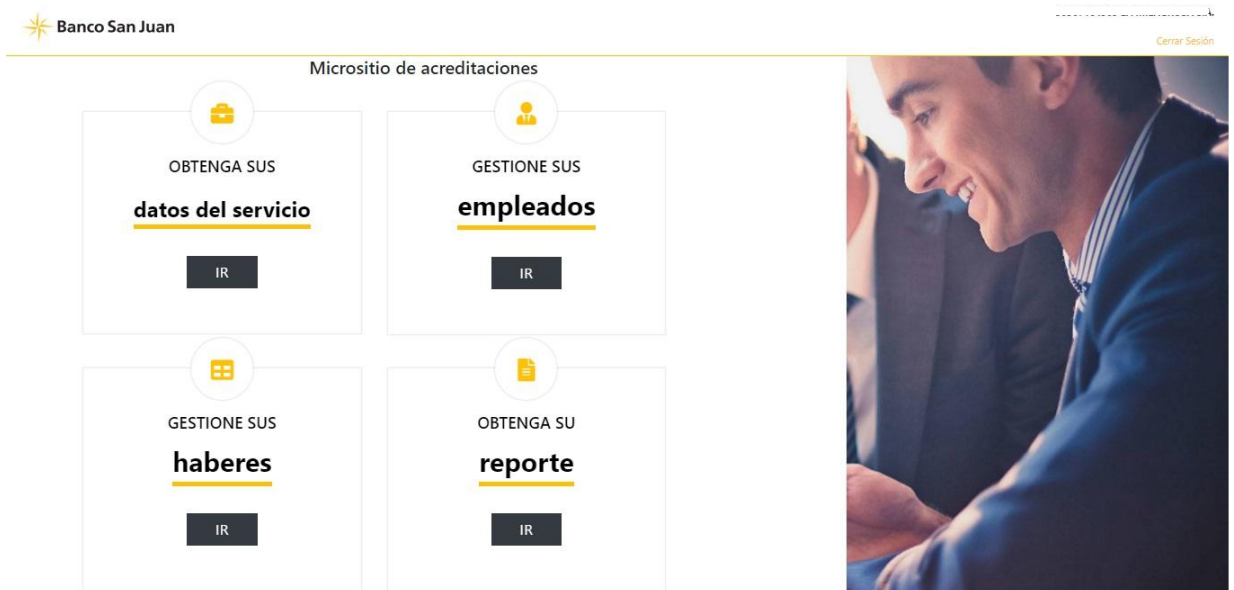 Banco San Juan
Cerrar Sesión
Micrositio de acreditaciones
OBTENGA SUS
datos del servicio
IR
GESTIONE SUS
empleados
IR
GESTIONE SUS
haberes
IR
OBTENGA SU
reporte
IR